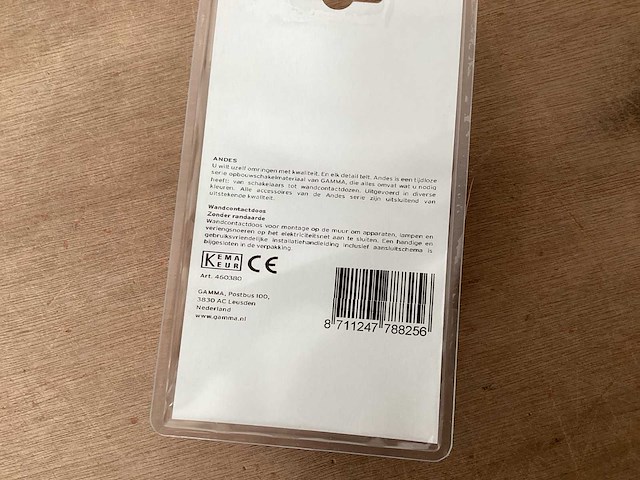 ANDES
U wilt uzelf omringen met kwaliteit. En elk detail telt. Andes is een tijdloze
serie opbouwschakelmateriaal van GAMMA, die alles omvat wat u nodig
heeft: van schakelaars tot wandcontactdozen. Uitgevoerd in diverse
kleuren. Alle accessoires van de Andes serie zijn uitsluitend van
uitstekende kwaliteit.
Wandcontactdoos
Zonder randaarde
Wandcontactdoos voor montage op de muur om apparaten, lampen en
verlengsnoeren op het elektriciteitsnet aan te sluiten. Een handige en
gebruiksvriendelijke installatiehandleiding inclusief aansluitschema is
bijgesloten in de verpakking.
KEMA
KEUR CE
Art. 460380
GAMMA, Postbus 100,
3830 AC Leusden
Nederland
www.gamma.nl
8 711247 788256